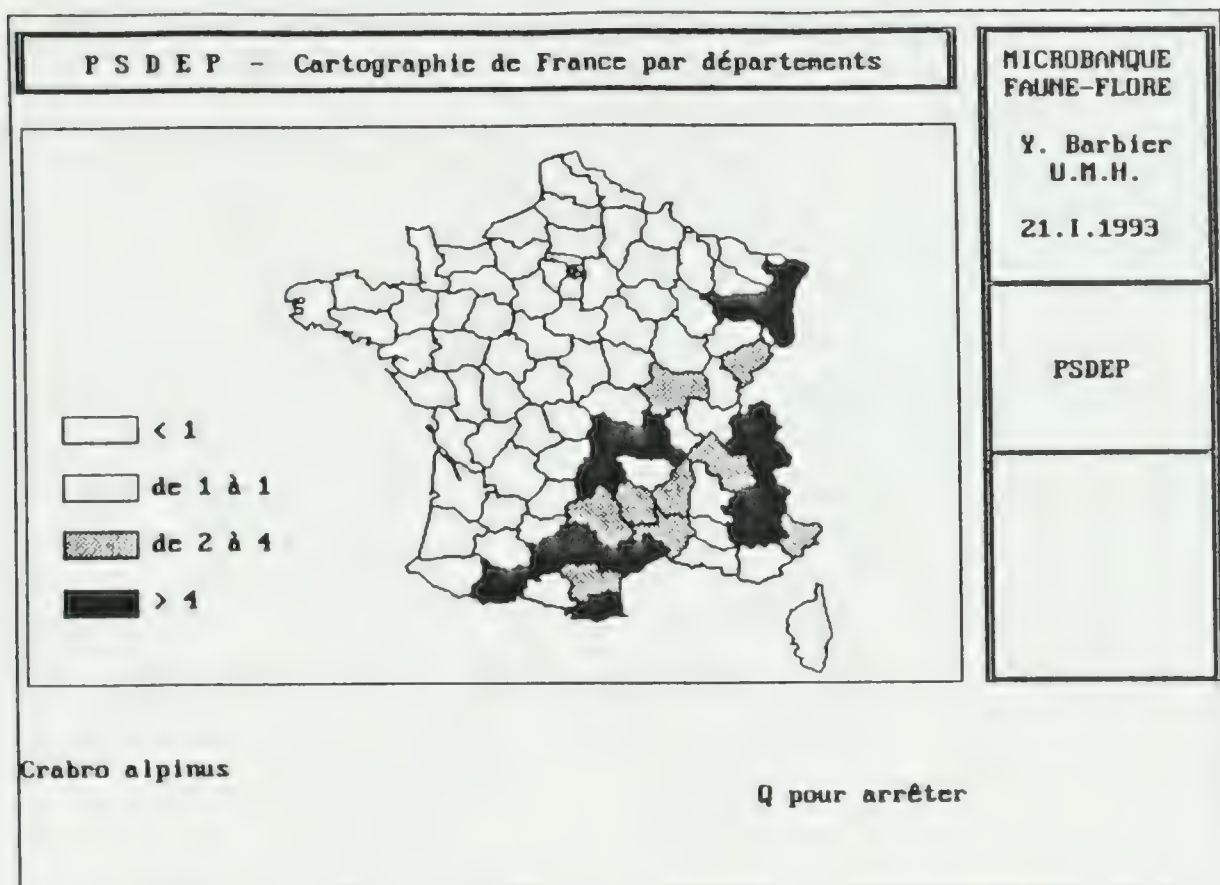 P S D E P - Cartographie de France par départements
MICROBANQUE
FAUNE-FLORE
Y. Barbier
U.M.H.
21.I.1993
PSDEP
< 1
de 1 à 1
de 2 à 4
> 4
Crabro alpinus
Q pour arrêter